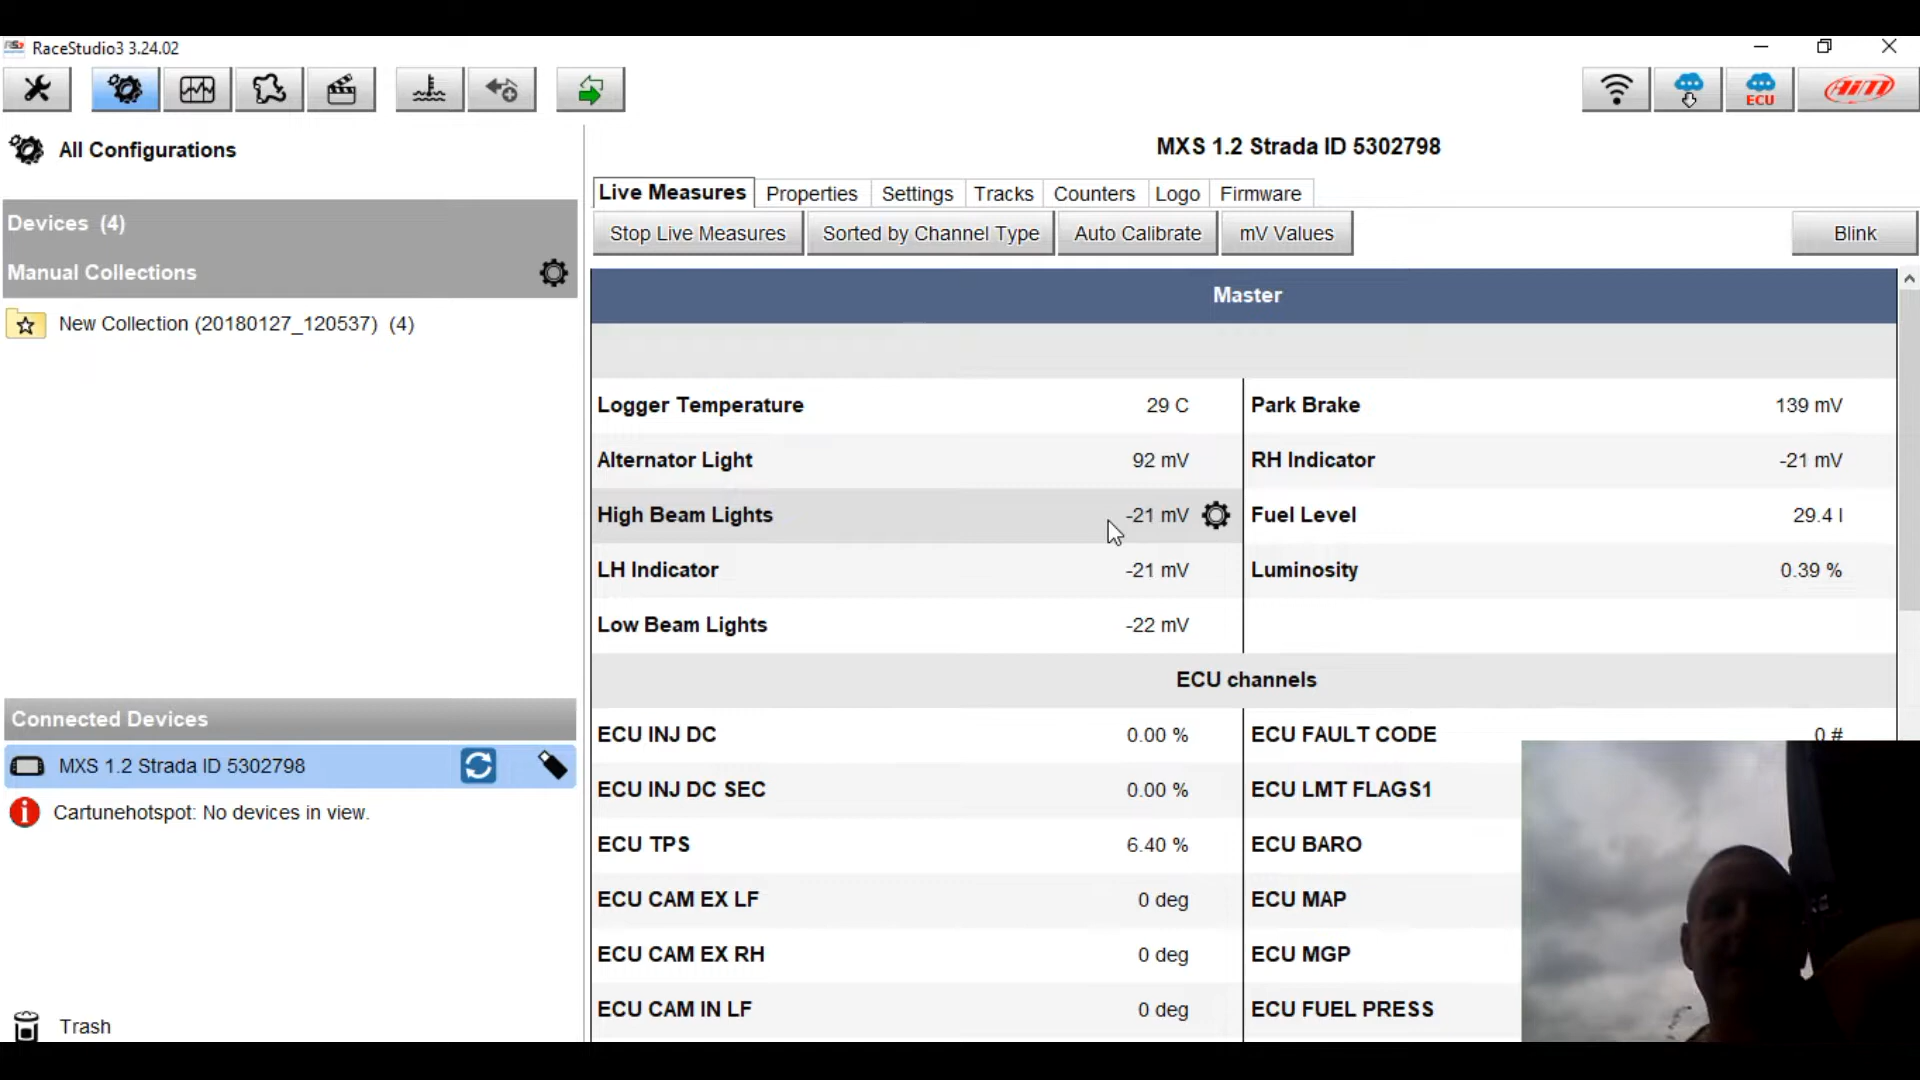 RaceStudio3 3.24.02
ECU
AiM
All Configurations
MXS 1.2 Strada ID 5302798
Live Measures Properties Settings Tracks Counters Logo Firmware
Devices (4)
Stop Live Measures Sorted by Channel Type Auto Calibrate mV Values Blink
Manual Collections
Master
New Collection (20180127_120537) (4)
Logger Temperature 29 C Park Brake 139 mV
Alternator Light 92 mV RH Indicator -21 mV
High Beam Lights -21 mV Fuel Level 29.4 l
LH Indicator -21 mV Luminosity 0.39 %
Low Beam Lights -22 mV
ECU channels
Connected Devices
ECU INJ DC 0.00 % ECU FAULT CODE 0 #
MXS 1.2 Strada ID 5302798
ECU INJ DC SEC 0.00 % ECU LMT FLAGS1
Cartunehotspot: No devices in view.
ECU TPS 6.40 % ECU BARO
ECU CAM EX LF 0 deg ECU MAP
ECU CAM EX RH 0 deg ECU MGP
ECU CAM IN LF 0 deg ECU FUEL PRESS
Trash